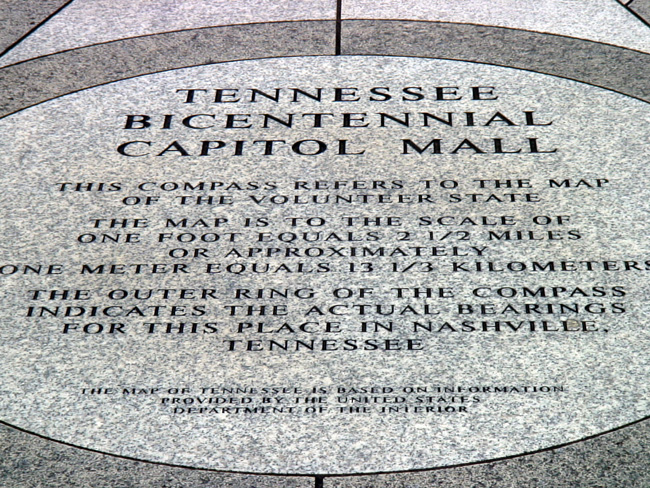 TENNESSEE
BICENTENNIAL
CAPITOL MALL
THIS COMPASS REFERS TO THE MAP
OF THE VOLUNTEER STATE
THE MAP IS TO THE SCALE OF
ONE FOOT EQUALS 2 1/2 MILES
OR APPROXIMATELY
ONE METER EQUALS 13 1/3 KILOMETERS
THE OUTER RING OF THE COMPASS
INDICATES THE ACTUAL BEARINGS
FOR THIS PLACE IN NASHVILLE,
TENNESSEE
THE MAP OF TENNESSEE IS BASED ON INFORMATION
PROVIDED BY THE UNITED STATES
DEPARTMENT OF THE INTERIOR